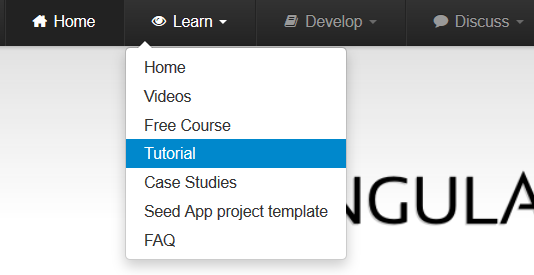 Home Learn Develop Discuss
Home
Videos
Free Course
Tutorial
Case Studies
Seed App project template
FAQ
NGULA